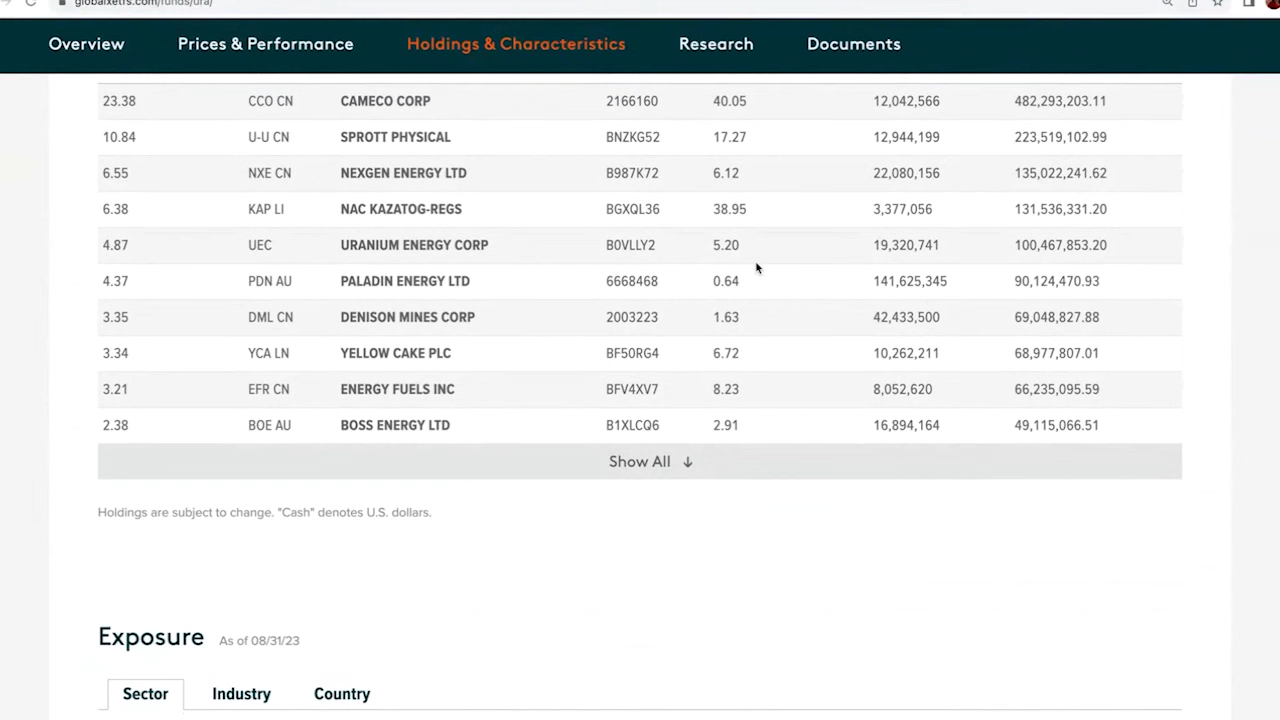 globalxetfs.com/funds/ura/
Overview Prices & Performance Holdings & Characteristics Research Documents
23.38 CCO CN CAMECO CORP 2166160 40.05 12,042,566 482,293,203.11
10.84 U-U CN SPROTT PHYSICAL BNZKG52 17.27 12,944,199 223,519,102.99
6.55 NXE CN NEXGEN ENERGY LTD B987K72 6.12 22,080,156 135,022,241.62
6.38 KAP LI NAC KAZATOG-REGS BGXQL36 38.95 3,377,056 131,536,331.20
4.87 UEC URANIUM ENERGY CORP B0VLLY2 5.20 19,320,741 100,467,853.20
4.37 PDN AU PALADIN ENERGY LTD 6668468 0.64 141,625,345 90,124,470.93
3.35 DML CN DENISON MINES CORP 2003223 1.63 42,433,500 69,048,827.88
3.34 YCA LN YELLOW CAKE PLC BF50RG4 6.72 10,262,211 68,977,807.01
3.21 EFR CN ENERGY FUELS INC BFV4XV7 8.23 8,052,620 66,235,095.59
2.38 BOE AU BOSS ENERGY LTD B1XLCQ6 2.91 16,894,164 49,115,066.51
Show All ↓
Holdings are subject to change. "Cash" denotes U.S. dollars.
Exposure As of 08/31/23
Sector Industry Country